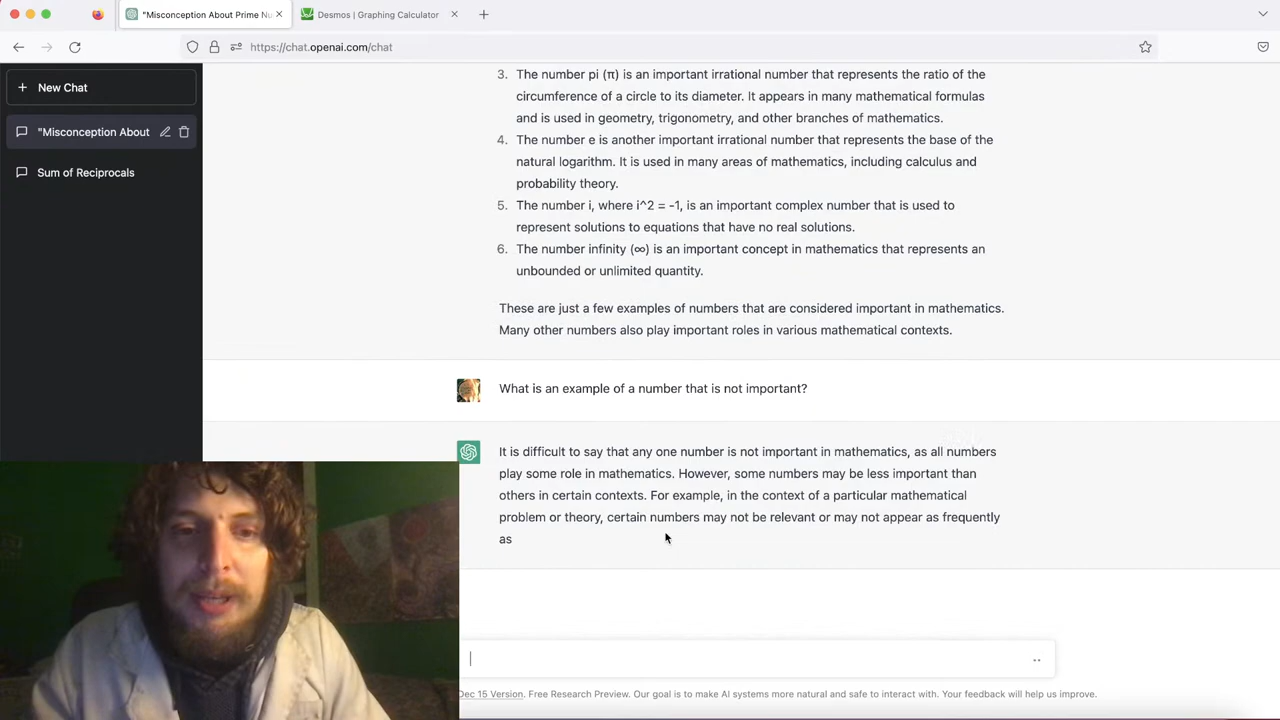 "Misconception About Prime Nu
Desmos | Graphing Calculator
https://chat.openai.com/chat
New Chat
"Misconception About
Sum of Reciprocals
3. The number pi (π) is an important irrational number that represents the ratio of the
circumference of a circle to its diameter. It appears in many mathematical formulas
and is used in geometry, trigonometry, and other branches of mathematics.
4. The number e is another important irrational number that represents the base of the
natural logarithm. It is used in many areas of mathematics, including calculus and
probability theory.
5. The number i, where i^2 = -1, is an important complex number that is used to
represent solutions to equations that have no real solutions.
6. The number infinity (∞) is an important concept in mathematics that represents an
unbounded or unlimited quantity.
These are just a few examples of numbers that are considered important in mathematics.
Many other numbers also play important roles in various mathematical contexts.
What is an example of a number that is not important?
It is difficult to say that any one number is not important in mathematics, as all numbers
play some role in mathematics. However, some numbers may be less important than
others in certain contexts. For example, in the context of a particular mathematical
problem or theory, certain numbers may not be relevant or may not appear as frequently
as
Dec 15 Version. Free Research Preview. Our goal is to make AI systems more natural and safe to interact with. Your feedback will help us improve.